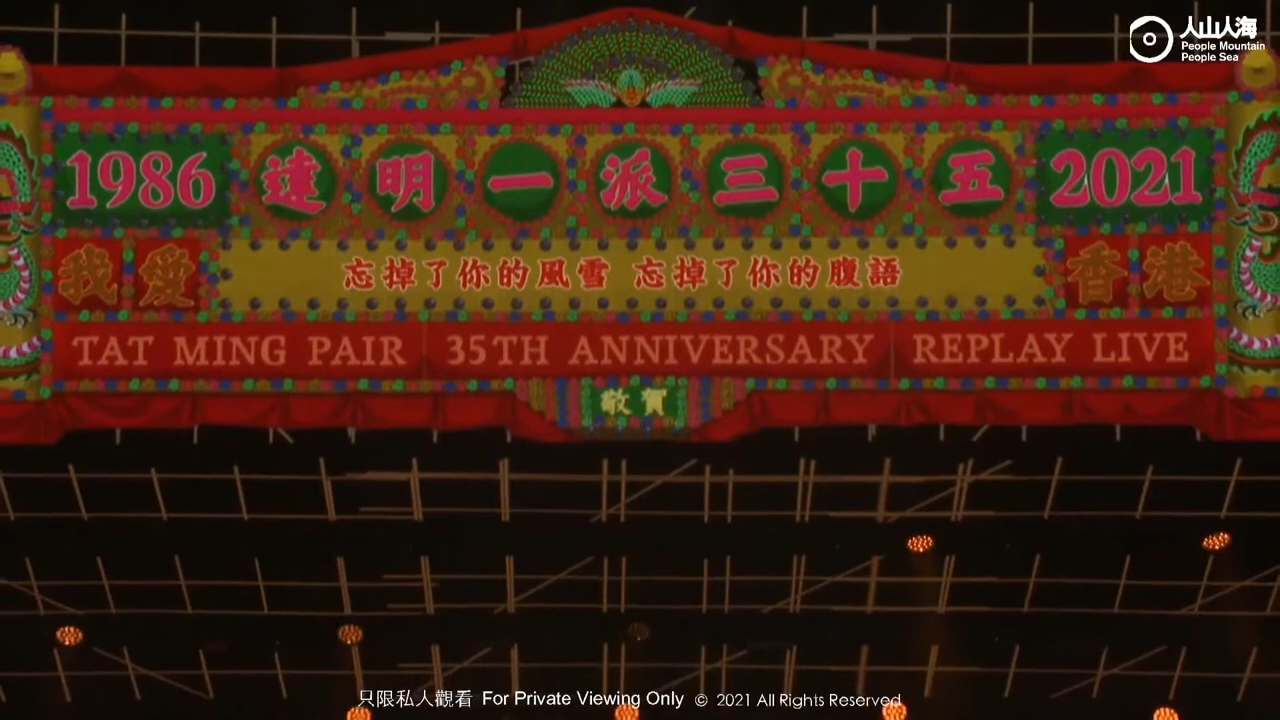 人山人海
People Mountain
People Sea
1986 達明一派三十五 2021
我愛 忘掉了你的風雪 忘掉了你的腹語 香港
TAT MING PAIR 35TH ANNIVERSARY REPLAY LIVE
敬賀
只限私人觀看 For Private Viewing Only © 2021 All Rights Reserved